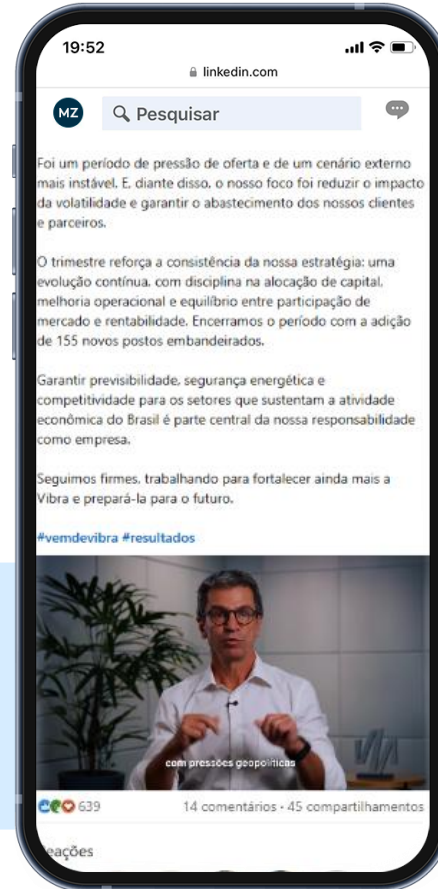 19:52
linkedin.com
MZ
Pesquisar
Foi um período de pressão de oferta e de um cenário externo
mais instável. E, diante disso, o nosso foco foi reduzir o impacto
da volatilidade e garantir o abastecimento dos nossos clientes
e parceiros.
O trimestre reforça a consistência da nossa estratégia: uma
evolução contínua, com disciplina na alocação de capital,
melhoria operacional e equilíbrio entre participação de
mercado e rentabilidade. Encerramos o período com a adição
de 155 novos postos embandeirados.
Garantir previsibilidade, segurança energética e
competitividade para os setores que sustentam a atividade
econômica do Brasil é parte central da nossa responsabilidade
como empresa.
Seguimos firmes, trabalhando para fortalecer ainda mais a
Vibra e prepará-la para o futuro.
#vemdevibra #resultados
com pressões geopolíticas
639
14 comentários · 45 compartilhamentos
eações